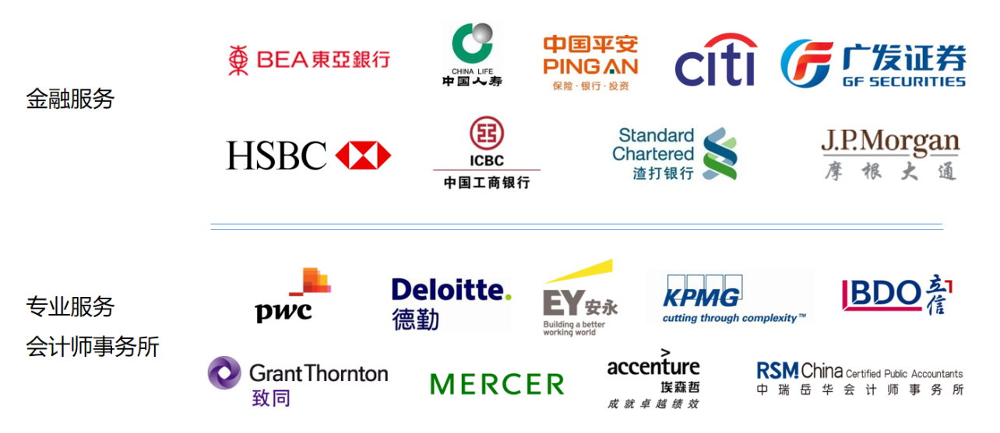 金融服务
BEA東亞銀行
CHINA LIFE
中国人寿
中国平安
PINGAN
保险·银行·投资
citi
广发证券
GF SECURITIES
HSBC
ICBC
中国工商银行
Standard
Chartered
渣打银行
J.P.Morgan
摩根大通
专业服务
会计师事务所
pwc
Deloitte.
德勤
EY安永
Building a better
working world
KPMG
cutting through complexity™
BDO立信
GrantThornton
致同
MERCER
accenture
埃森哲
成就卓越绩效
RSM China Certified Public Accountants
中瑞岳华会计师事务所